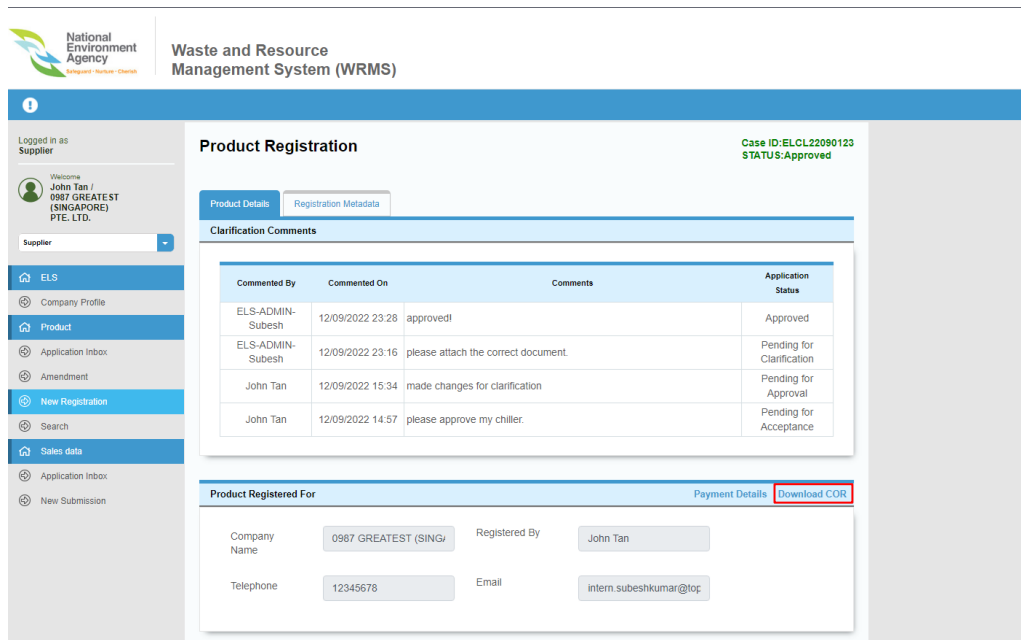 National
Environment
Agency
Safeguard · Nurture · Cherish
Waste and Resource
Management System (WRMS)
Logged in as
Supplier
Welcome
John Tan /
0987 GREATEST
(SINGAPORE)
PTE. LTD.
Supplier
ELS
Company Profile
Product
Application Inbox
Amendment
New Registration
Search
Sales data
Application Inbox
New Submission
Product Registration
Case ID:ELCL22090123
STATUS:Approved
Product Details
Registration Metadata
Clarification Comments
Commented By
Commented On
Comments
Application
Status
ELS-ADMIN-
Subesh
12/09/2022 23:28
approved!
Approved
ELS-ADMIN-
Subesh
12/09/2022 23:16
please attach the correct document.
Pending for
Clarification
John Tan
12/09/2022 15:34
made changes for clarification
Pending for
Approval
John Tan
12/09/2022 14:57
please approve my chiller.
Pending for
Acceptance
Product Registered For
Payment Details
Download COR
Company
Name
0987 GREATEST (SING
Registered By
John Tan
Telephone
12345678
Email
intern.subeshkumar@top